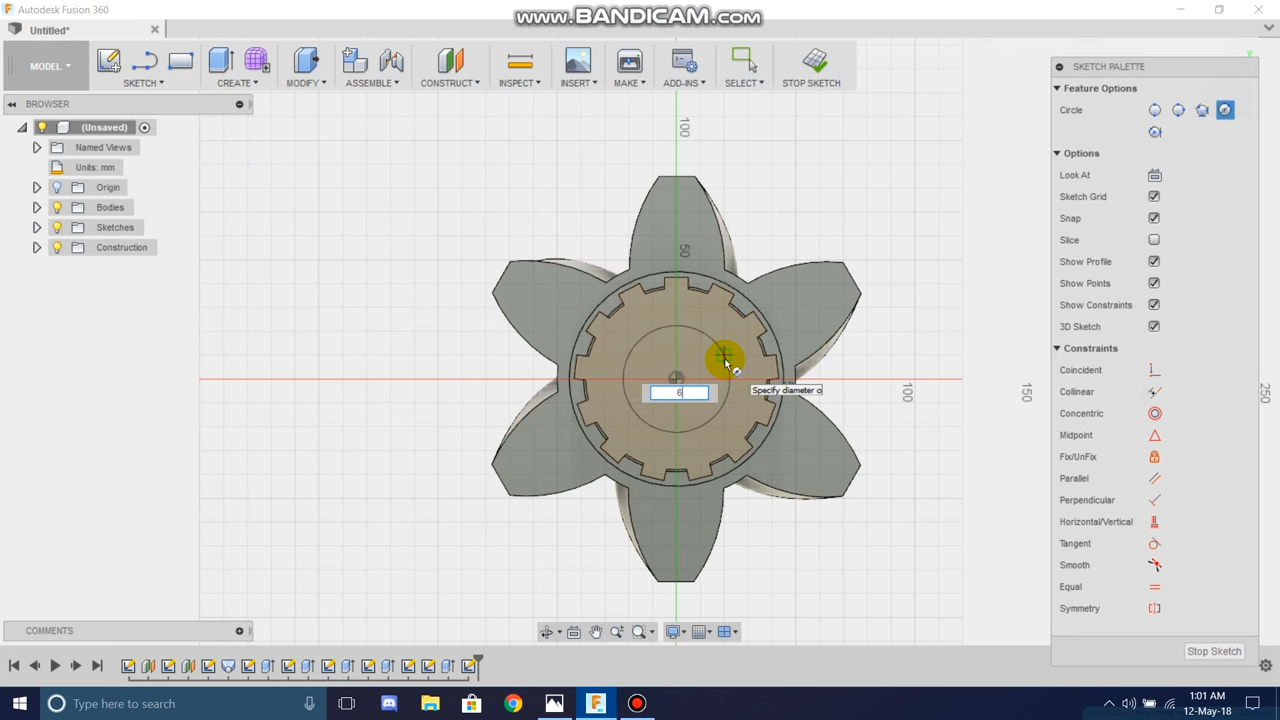 Autodesk Fusion 360
www.BANDICAM.com
Untitled*
MODEL
SKETCH
CREATE
MODIFY
ASSEMBLE
CONSTRUCT
INSPECT
INSERT
MAKE
ADD-INS
SELECT
STOP SKETCH
BROWSER
(Unsaved)
Named Views
Units: mm
Origin
Bodies
Sketches
Construction
100
50
100
150
250
6
Specify diameter o
SKETCH PALETTE
Feature Options
Circle
Options
Look At
Sketch Grid
Snap
Slice
Show Profile
Show Points
Show Constraints
3D Sketch
Constraints
Coincident
Collinear
Concentric
Midpoint
Fix/UnFix
Parallel
Perpendicular
Horizontal/Vertical
Tangent
Smooth
Equal
Symmetry
Stop Sketch
COMMENTS
Type here to search
1:01 AM
12-May-18